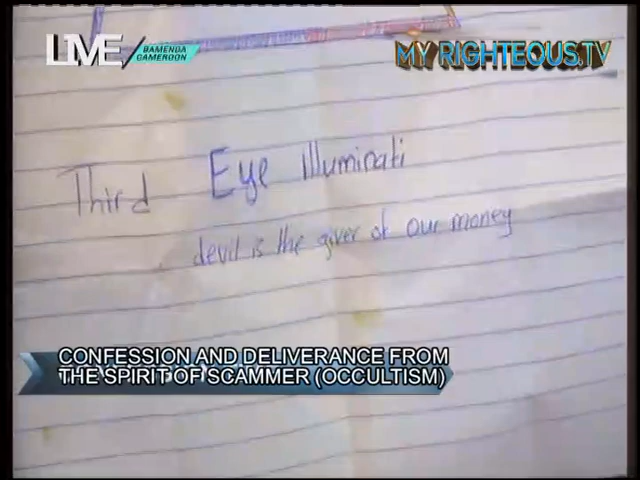 LIVE
BAMENDA
CAMEROON
MY RIGHTEOUS.TV
Third Eye Illuminati
devil is the giver of our money
CONFESSION AND DELIVERANCE FROM
THE SPIRIT OF SCAMMER (OCCULTISM)